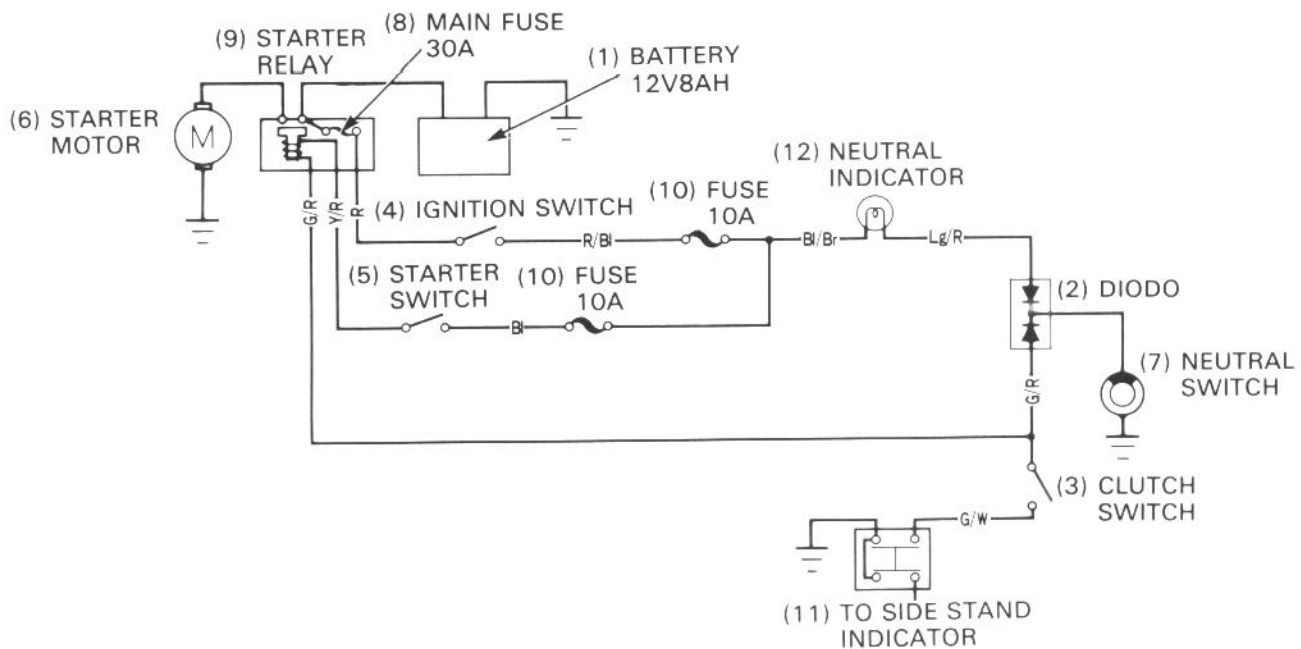 (8) MAIN FUSE
30A
(9) STARTER
RELAY
(1) BATTERY
12V8AH
(6) STARTER
MOTOR
M
(12) NEUTRAL
INDICATOR
(10) FUSE
10A
(4) IGNITION SWITCH
G/R
Y/R
R
R/Bl
Bl/Br
Lg/R
(5) STARTER
SWITCH
(10) FUSE
10A
Bl
(2) DIODO
(7) NEUTRAL
SWITCH
G/R
(3) CLUTCH
SWITCH
G/W
(11) TO SIDE STAND
INDICATOR